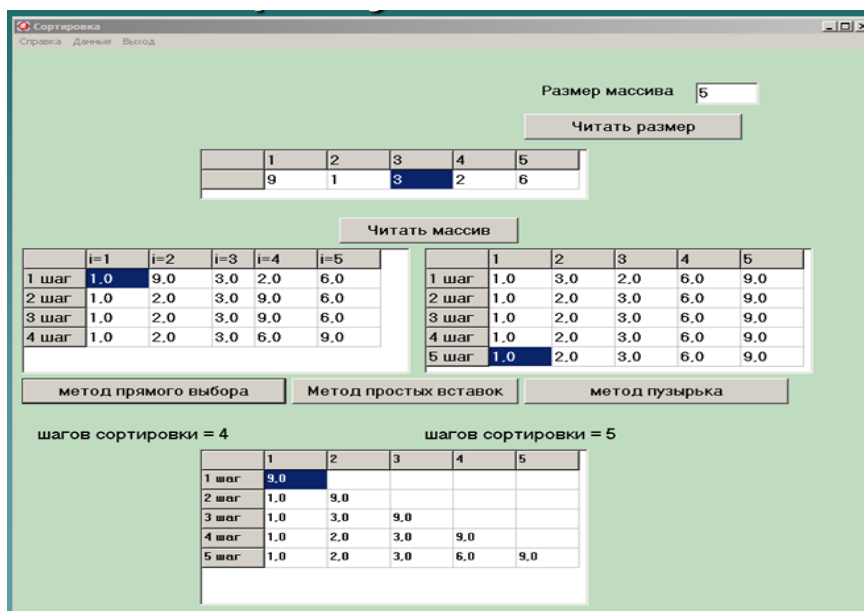 Сортировка
Справка Данные Выход
Размер массива 5
Читать размер
1 2 3 4 5
9 1 3 2 6
Читать массив
i=1 i=2 i=3 i=4 i=5
1 шаг 1,0 9,0 3,0 2,0 6,0
2 шаг 1,0 2,0 3,0 9,0 6,0
3 шаг 1,0 2,0 3,0 9,0 6,0
4 шаг 1,0 2,0 3,0 6,0 9,0
1 2 3 4 5
1 шаг 1,0 3,0 2,0 6,0 9,0
2 шаг 1,0 2,0 3,0 6,0 9,0
3 шаг 1,0 2,0 3,0 6,0 9,0
4 шаг 1,0 2,0 3,0 6,0 9,0
5 шаг 1,0 2,0 3,0 6,0 9,0
метод прямого выбора Метод простых вставок метод пузырька
шагов сортировки = 4 шагов сортировки = 5
1 2 3 4 5
1 шаг 9,0
2 шаг 1,0 9,0
3 шаг 1,0 3,0 9,0
4 шаг 1,0 2,0 3,0 9,0
5 шаг 1,0 2,0 3,0 6,0 9,0